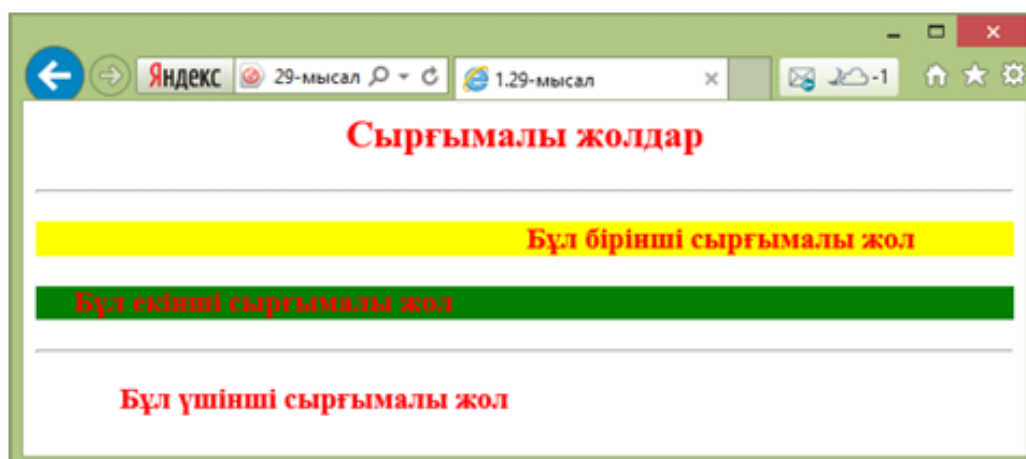 Яндекс 29-мысал 1.29-мысал -1
Сырғымалы жолдар
Бұл бірінші сырғымалы жол
Бұл екінші сырғымалы жол
Бұл үшінші сырғымалы жол